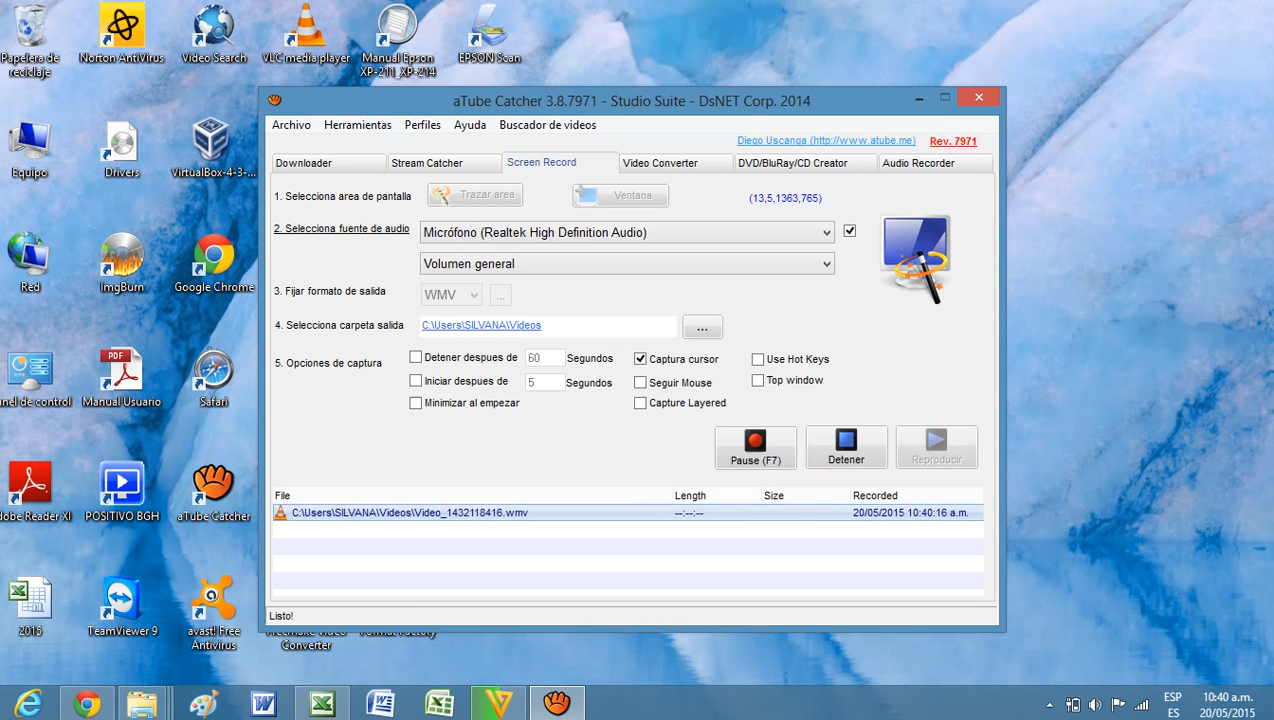 Papelera de
reciclaje
Norton AntiVirus
Video Search
VLC media player
Manual Epson
XP-211_XP-214
EPSON Scan
Equipo
Drivers
VirtualBox-4-3-...
Red
ImgBurn
Google Chrome
PDF
nel de control
Manual Usuario
Safari
dobe Reader XI
POSITIVO BGH
aTube Catcher
2015
TeamViewer 9
avast! Free
Antivirus
Freemake Video
Converter
Format Factory
aTube Catcher 3.8.7971 - Studio Suite - DsNET Corp. 2014
Archivo Herramientas Perfiles Ayuda Buscador de videos
Diego Uscanga (http://www.atube.me) Rev. 7971
Downloader Stream Catcher Screen Record Video Converter DVD/BluRay/CD Creator Audio Recorder
1. Selecciona area de pantalla Trazar area Ventana (13,5,1363,765)
2. Selecciona fuente de audio Micrófono (Realtek High Definition Audio)
Volumen general
3. Fijar formato de salida WMV ...
4. Selecciona carpeta salida C:\Users\SILVANA\Videos ...
5. Opciones de captura Detener despues de 60 Segundos Captura cursor Use Hot Keys
Iniciar despues de 5 Segundos Seguir Mouse Top window
Minimizar al empezar Capture Layered
Pause (F7) Detener Reproducir
File Length Size Recorded
C:\Users\SILVANA\Videos\Video_1432118416.wmv --:--:-- 20/05/2015 10:40:16 a.m.
Listo!
ESP
ES
10:40 a.m.
20/05/2015